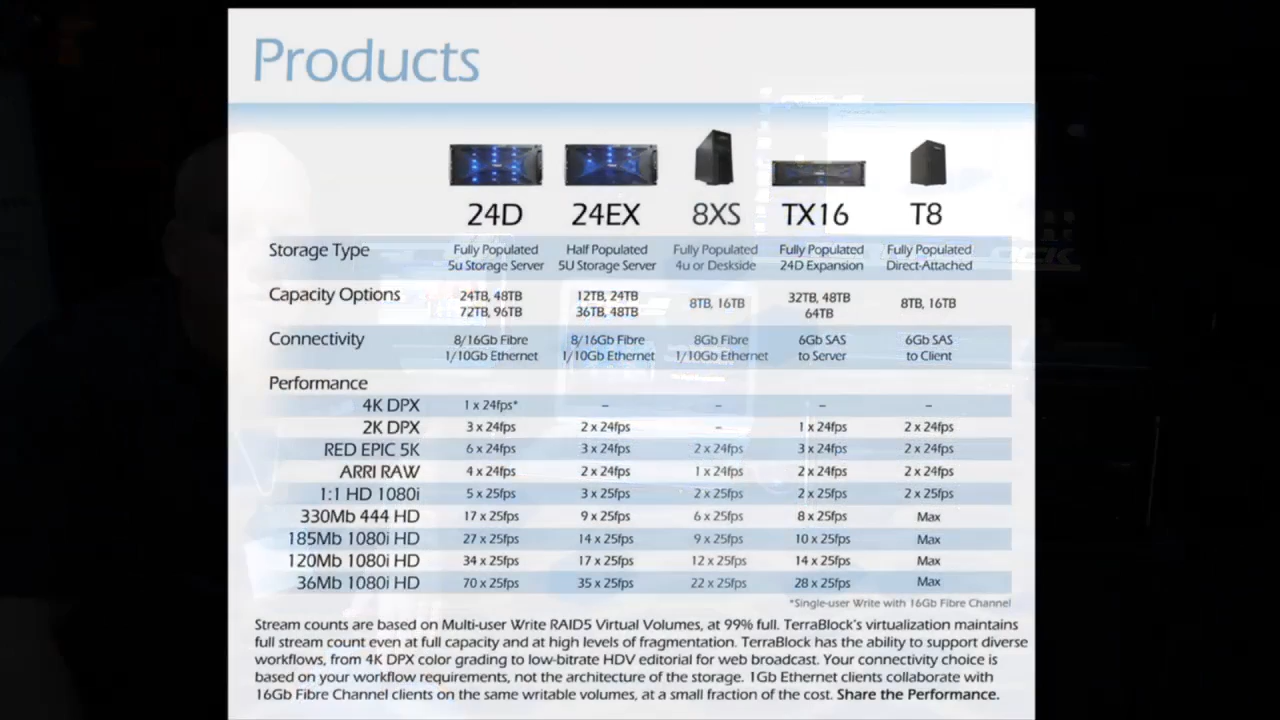 Products
24D 24EX 8XS TX16 T8
Storage Type Fully Populated Half Populated Fully Populated Fully Populated Fully Populated
5u Storage Server 5U Storage Server 4u or Deskside 24D Expansion Direct-Attached
Capacity Options 24TB, 48TB 12TB, 24TB 8TB, 16TB 32TB, 48TB 8TB, 16TB
72TB, 96TB 36TB, 48TB 64TB
Connectivity 8/16Gb Fibre 8/16Gb Fibre 8Gb Fibre 6Gb SAS 6Gb SAS
1/10Gb Ethernet 1/10Gb Ethernet 1/10Gb Ethernet to Server to Client
Performance
4K DPX 1 x 24fps* – – – –
2K DPX 3 x 24fps 2 x 24fps – 1 x 24fps 2 x 24fps
RED EPIC 5K 6 x 24fps 3 x 24fps 2 x 24fps 3 x 24fps 2 x 24fps
ARRI RAW 4 x 24fps 2 x 24fps 1 x 24fps 2 x 24fps 2 x 24fps
1:1 HD 1080i 5 x 25fps 3 x 25fps 2 x 25fps 2 x 25fps 2 x 25fps
330Mb 444 HD 17 x 25fps 9 x 25fps 6 x 25fps 8 x 25fps Max
185Mb 1080i HD 27 x 25fps 14 x 25fps 9 x 25fps 10 x 25fps Max
120Mb 1080i HD 34 x 25fps 17 x 25fps 12 x 25fps 14 x 25fps Max
36Mb 1080i HD 70 x 25fps 35 x 25fps 22 x 25fps 28 x 25fps Max
*Single-user Write with 16Gb Fibre Channel
Stream counts are based on Multi-user Write RAID5 Virtual Volumes, at 99% full. TerraBlock's virtualization maintains
full stream count even at full capacity and at high levels of fragmentation. TerraBlock has the ability to support diverse
workflows, from 4K DPX color grading to low-bitrate HDV editorial for web broadcast. Your connectivity choice is
based on your workflow requirements, not the architecture of the storage. 1Gb Ethernet clients collaborate with
16Gb Fibre Channel clients on the same writable volumes, at a small fraction of the cost. Share the Performance.